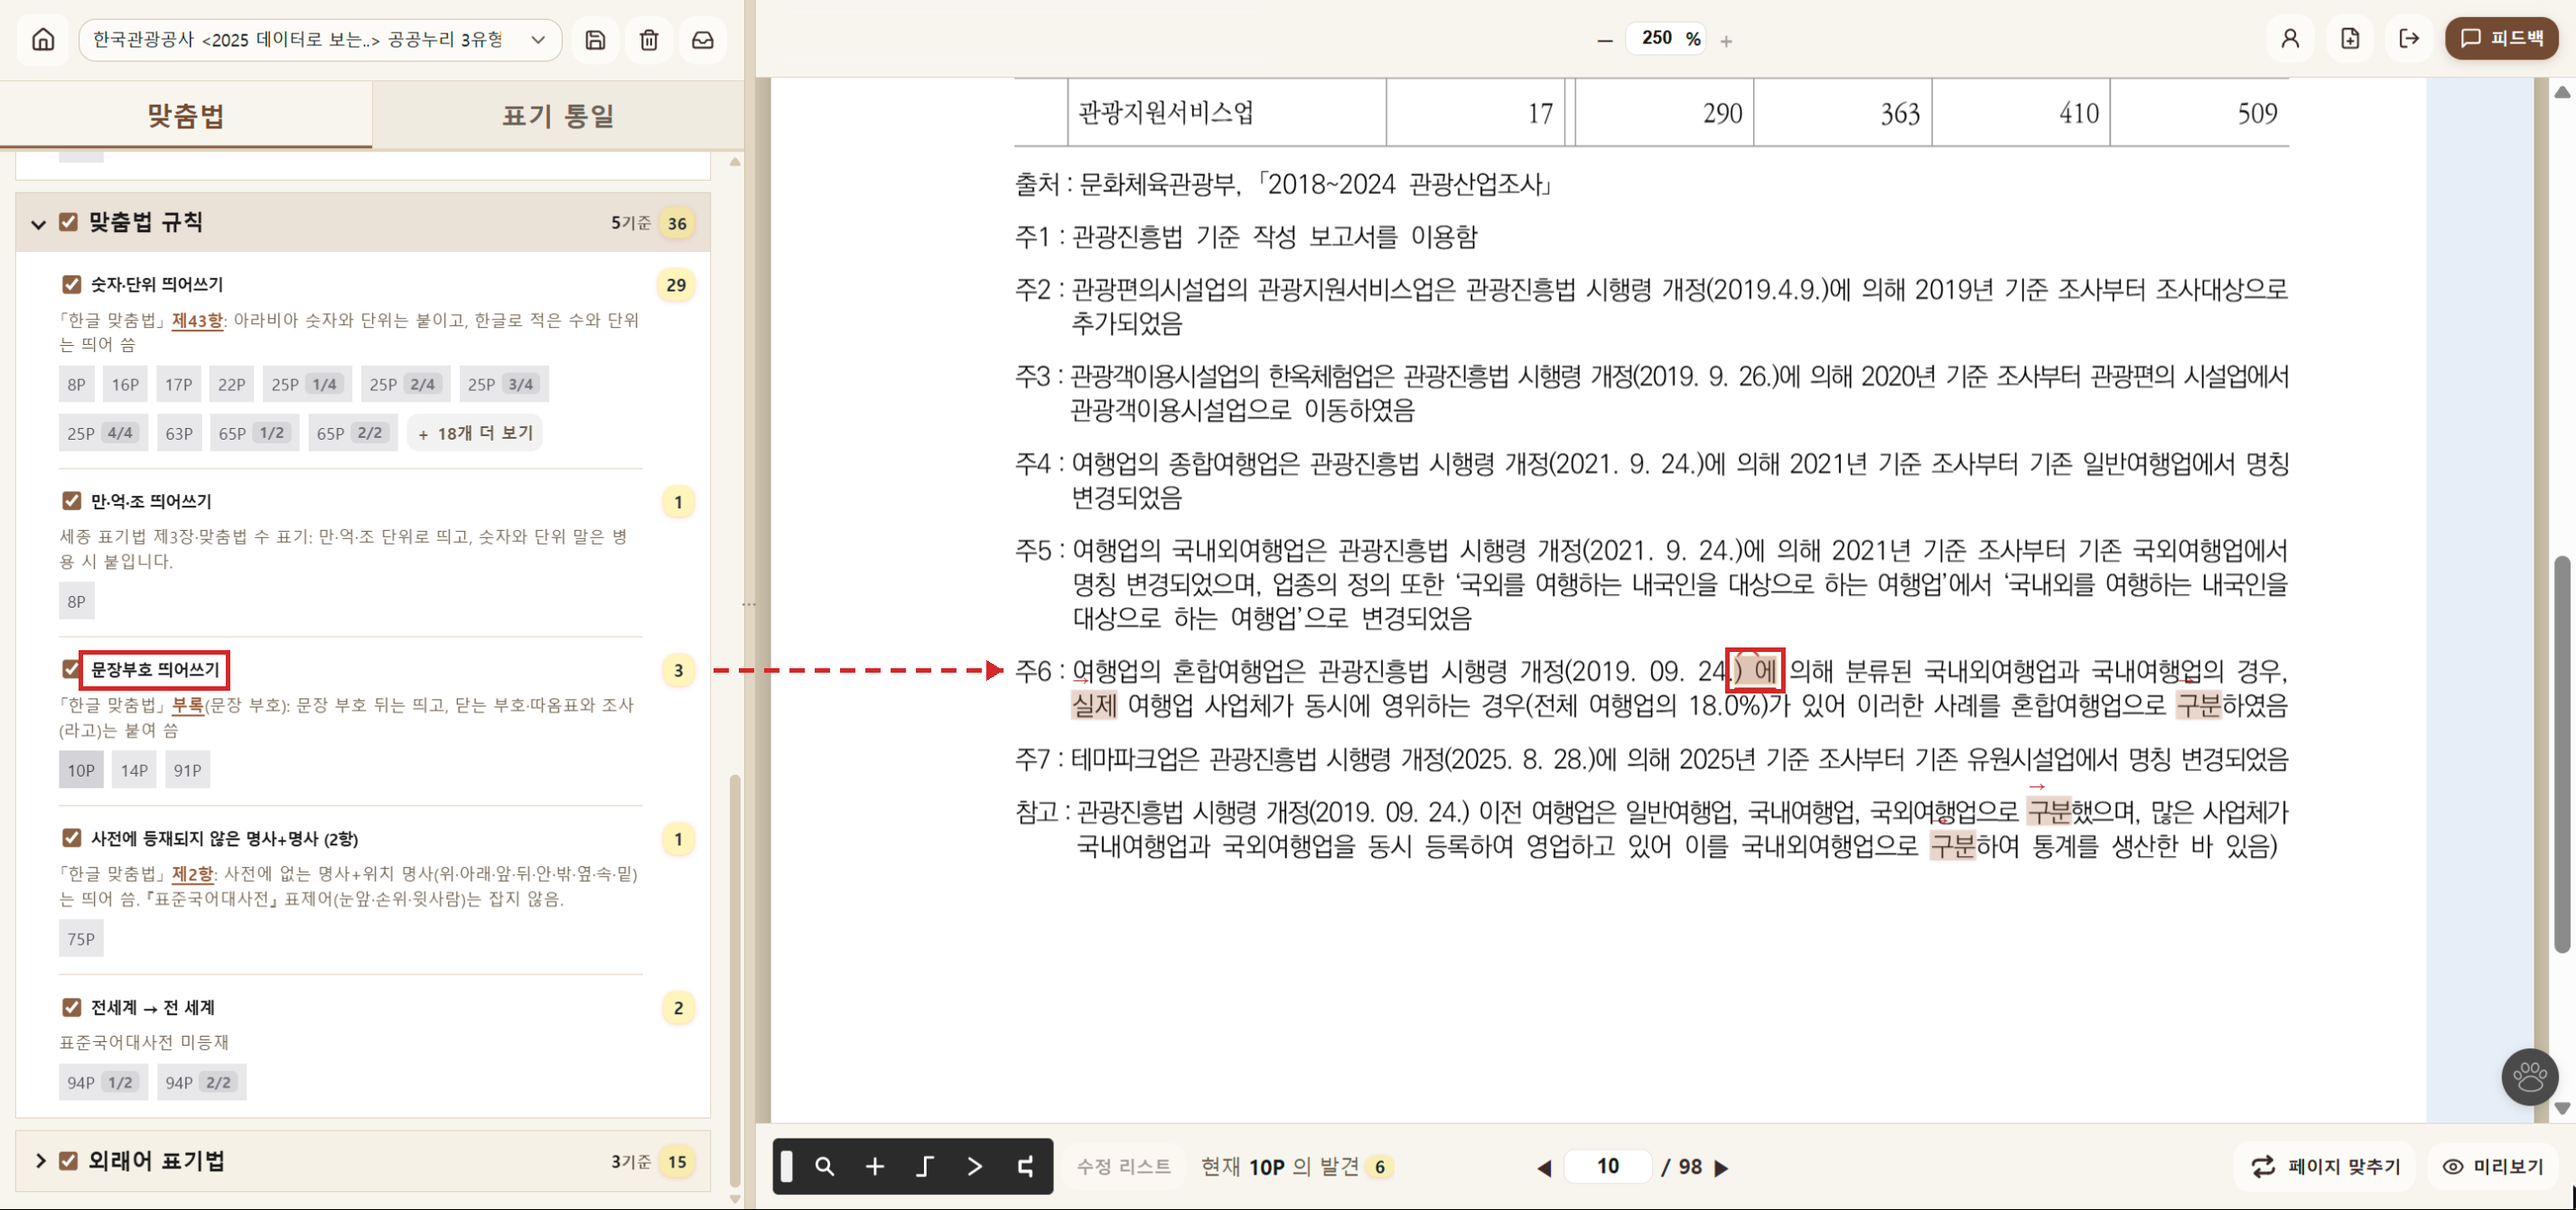 한국관광공사 <2025 데이터로 보는..> 공공누리 3유형
250 %
피드백
맞춤법
표기 통일
맞춤법 규칙 5기준 36
숫자·단위 띄어쓰기 29
「한글 맞춤법」 제43항: 아라비아 숫자와 단위는 붙이고, 한글로 적은 수와 단위
는 띄어 씀
8P 16P 17P 22P 25P 1/4 25P 2/4 25P 3/4
25P 4/4 63P 65P 1/2 65P 2/2 + 18개 더 보기
만·억·조 띄어쓰기 1
세종 표기법 제3장·맞춤법 수 표기: 만·억·조 단위로 띄고, 숫자와 단위 말은 병
용 시 붙입니다.
8P
문장부호 띄어쓰기 3
「한글 맞춤법」 부록(문장 부호): 문장 부호 뒤는 띄고, 닫는 부호·따옴표와 조사
(라고)는 붙여 씀
10P 14P 91P
사전에 등재되지 않은 명사+명사 (2항) 1
「한글 맞춤법」 제2항: 사전에 없는 명사+위치 명사(위·아래·앞·뒤·안·밖·옆·속·밑)
는 띄어 씀.『표준국어대사전』 표제어(눈앞·손위·윗사람)는 잡지 않음.
75P
전세계 → 전 세계 2
표준국어대사전 미등재
94P 1/2 94P 2/2
외래어 표기법 3기준 15
관광지원서비스업 17 290 363 410 509
출처 : 문화체육관광부, 「2018~2024 관광산업조사」
주1 : 관광진흥법 기준 작성 보고서를 이용함
주2 : 관광편의시설업의 관광지원서비스업은 관광진흥법 시행령 개정(2019.4.9.)에 의해 2019년 기준 조사부터 조사대상으로
추가되었음
주3 : 관광객이용시설업의 한옥체험업은 관광진흥법 시행령 개정(2019. 9. 26.)에 의해 2020년 기준 조사부터 관광편의 시설업에서
관광객이용시설업으로 이동하였음
주4 : 여행업의 종합여행업은 관광진흥법 시행령 개정(2021. 9. 24.)에 의해 2021년 기준 조사부터 기존 일반여행업에서 명칭
변경되었음
주5 : 여행업의 국내외여행업은 관광진흥법 시행령 개정(2021. 9. 24.)에 의해 2021년 기준 조사부터 기존 국외여행업에서
명칭 변경되었으며, 업종의 정의 또한 ‘국외를 여행하는 내국인을 대상으로 하는 여행업’에서 ‘국내외를 여행하는 내국인을
대상으로 하는 여행업’으로 변경되었음
주6 : 여행업의 혼합여행업은 관광진흥법 시행령 개정(2019. 09. 24.) 에 의해 분류된 국내외여행업과 국내여행업의 경우,
실제 여행업 사업체가 동시에 영위하는 경우(전체 여행업의 18.0%)가 있어 이러한 사례를 혼합여행업으로 구분하였음
주7 : 테마파크업은 관광진흥법 시행령 개정(2025. 8. 28.)에 의해 2025년 기준 조사부터 기존 유원시설업에서 명칭 변경되었음
참고 : 관광진흥법 시행령 개정(2019. 09. 24.) 이전 여행업은 일반여행업, 국내여행업, 국외여행업으로 구분했으며, 많은 사업체가
국내여행업과 국외여행업을 동시 등록하여 영업하고 있어 이를 국내외여행업으로 구분하여 통계를 생산한 바 있음)
수정 리스트 현재 10P 의 발견 6 10 / 98 페이지 맞추기 미리보기